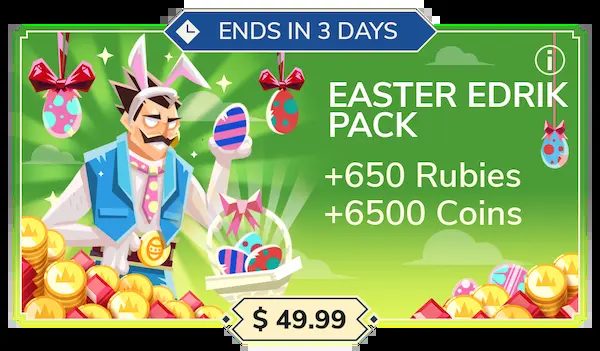 ENDS IN 3 DAYS
EASTER EDRIK
PACK
+650 Rubies
+6500 Coins
$ 49.99